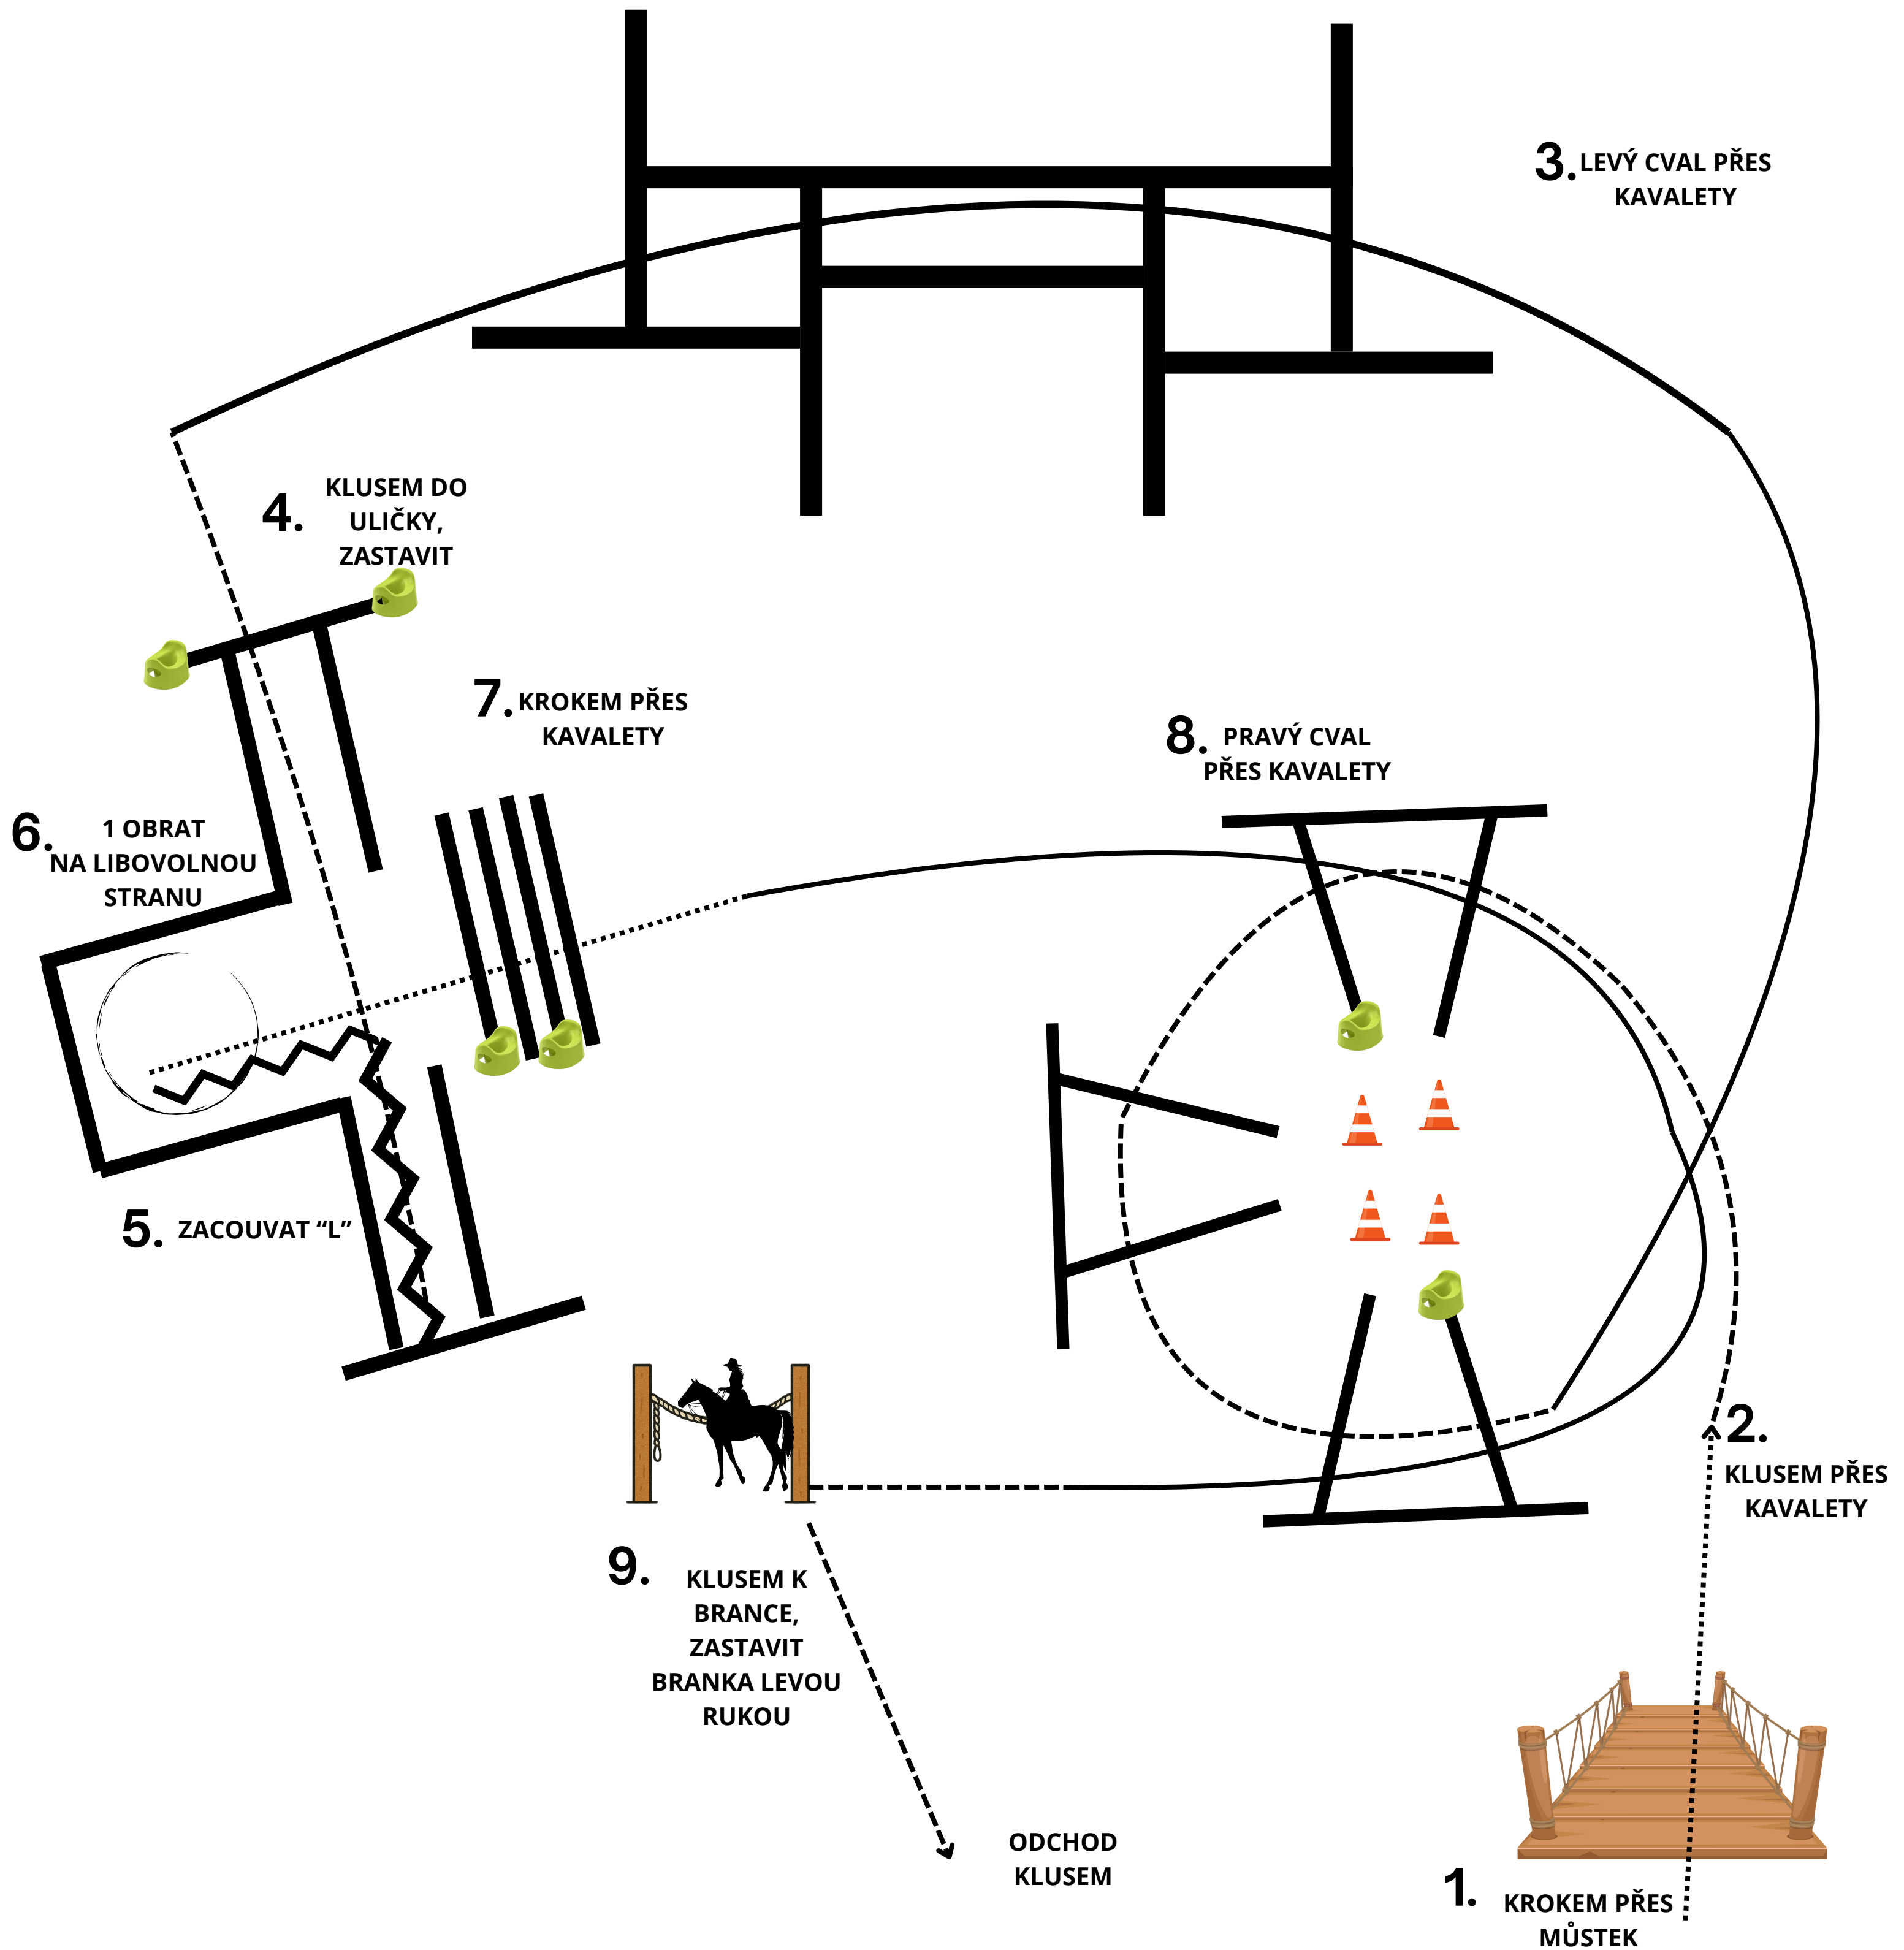 3. LEVÝ CVAL PŘES
KAVALETY
4. KLUSEM DO
ULIČKY,
ZASTAVIT
7. KROKEM PŘES
KAVALETY
8. PRAVÝ CVAL
PŘES KAVALETY
6. 1 OBRAT
NA LIBOVOLNOU
STRANU
5. ZACOUVAT “L”
2.
KLUSEM PŘES
KAVALETY
9. KLUSEM K
BRANCE,
ZASTAVIT
BRANKA LEVOU
RUKOU
ODCHOD
KLUSEM
1. KROKEM PŘES
MŮSTEK